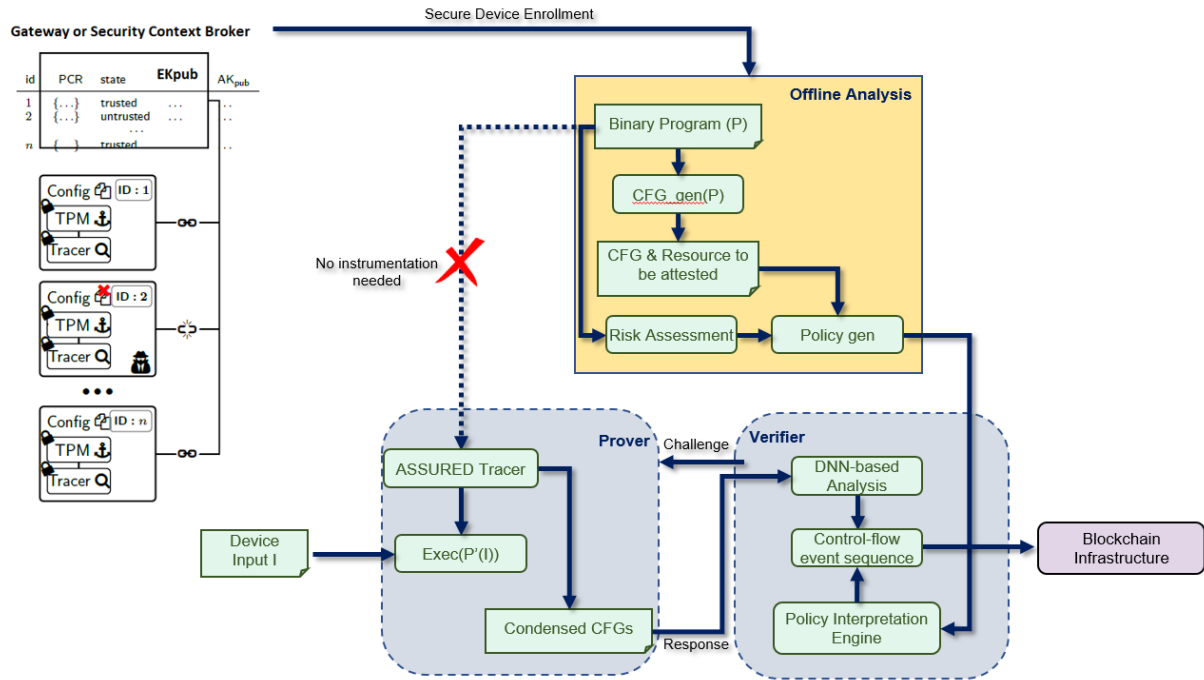 Secure Device Enrollment
Gateway or Security Context Broker
id PCR state EKpub AKpub
1 {...} trusted ... ...
2 {...} untrusted ... ...
...
n {...} trusted ...
Config ID : 1
TPM
Tracer
Config ID : 2
TPM
Tracer
•••
Config ID : n
TPM
Tracer
Offline Analysis
Binary Program (P)
CFG_gen(P)
CFG & Resource to
be attested
Risk Assessment
Policy gen
No instrumentation
needed
Prover
ASSURED Tracer
Exec(P'(I))
Condensed CFGs
Device
Input I
Challenge
Response
Verifier
DNN-based
Analysis
Control-flow
event sequence
Policy Interpretation
Engine
Blockchain
Infrastructure